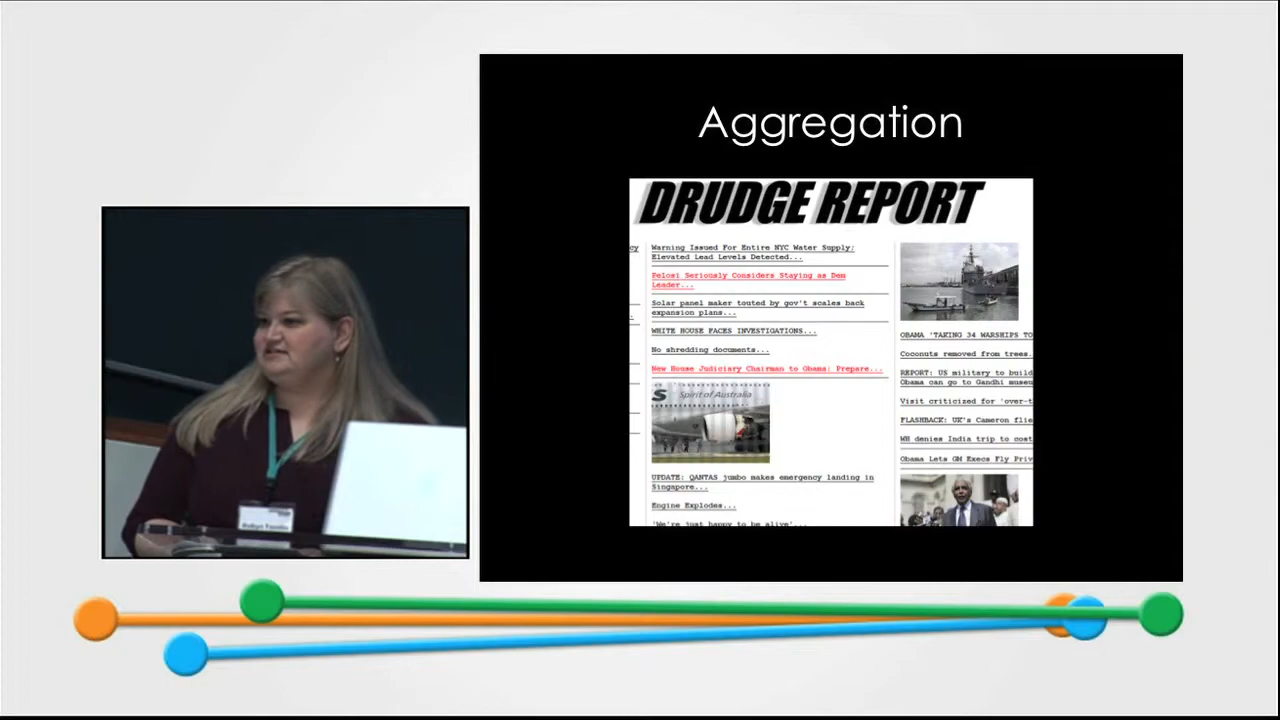 Aggregation
DRUDGE REPORT
Warning Issued For Entire NYC Water Supply;
Elevated Lead Levels Detected...
Pelosi Seriously Considers Staying as Dem
Leader...
Solar panel maker touted by gov't scales back
expansion plans...
WHITE HOUSE FACES INVESTIGATIONS...
No shredding documents...
New House Judiciary Chairman to Obama: Prepare...
Spirit of Australia
UPDATE: QANTAS jumbo makes emergency landing in
Singapore...
Engine Explodes...
'We're just happy to be alive'...
OBAMA 'TAKING 34 WARSHIPS TO
Coconuts removed from trees.
REPORT: US military to build
Obama can go to Gandhi museu
Visit criticized for 'over-t
FLASHBACK: UK's Cameron flie
WH denies India trip to cost
Obama Lets GM Execs Fly Priv